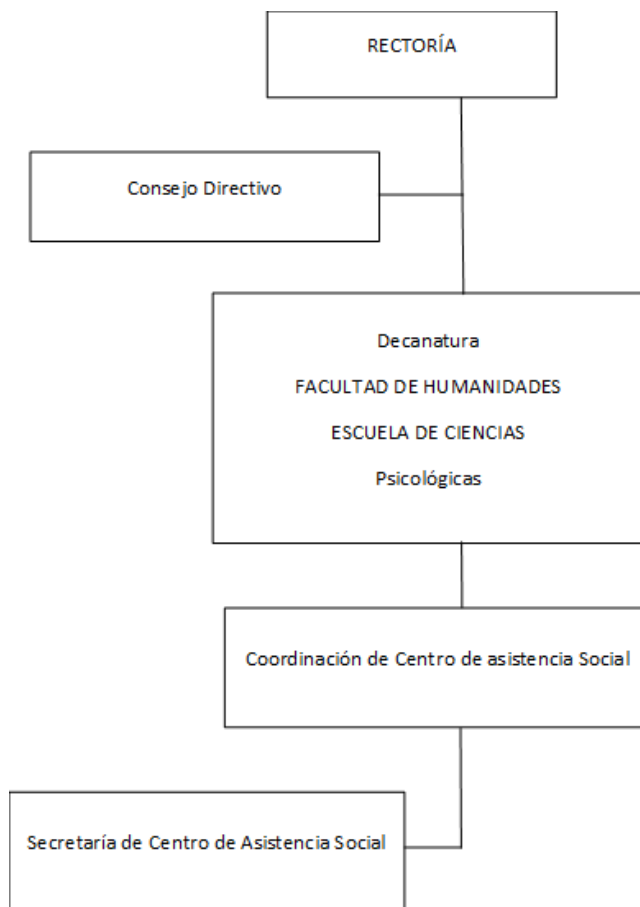 RECTORÍA
Consejo Directivo
Decanatura
FACULTAD DE HUMANIDADES
ESCUELA DE CIENCIAS
Psicológicas
Coordinación de Centro de asistencia Social
Secretaría de Centro de Asistencia Social